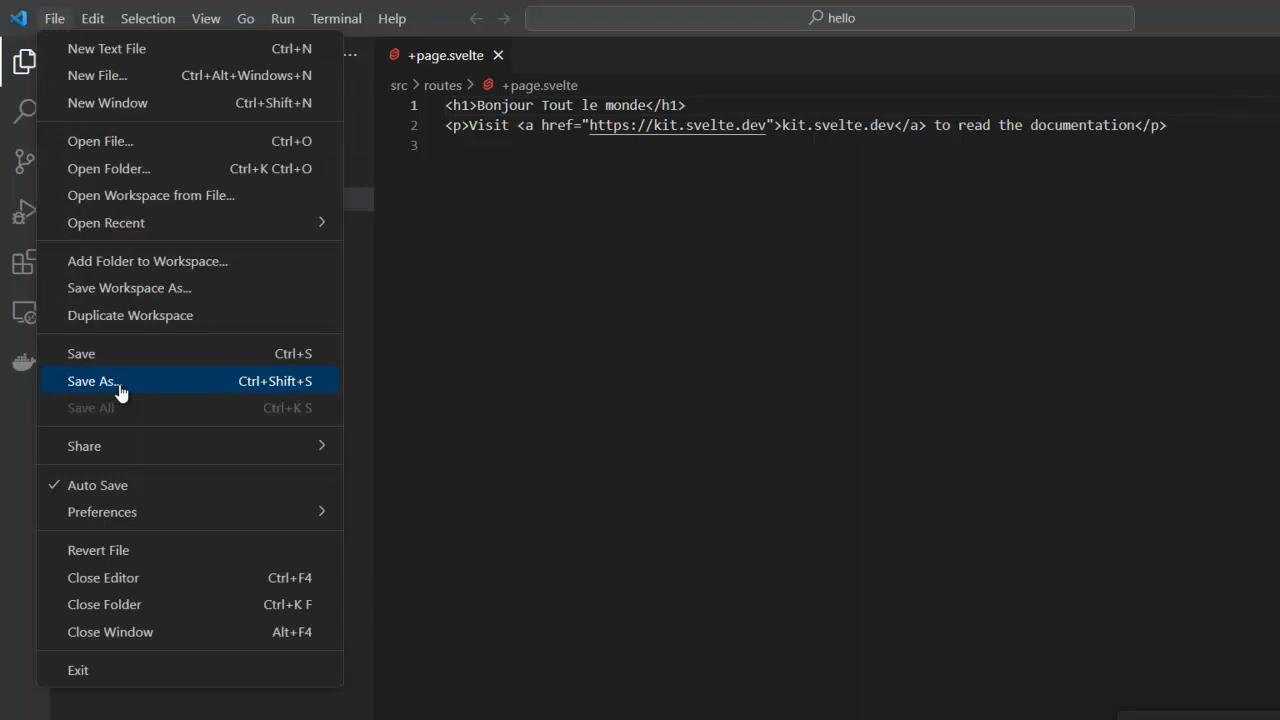 File Edit Selection View Go Run Terminal Help
hello
New Text File Ctrl+N
New File... Ctrl+Alt+Windows+N
New Window Ctrl+Shift+N
Open File... Ctrl+O
Open Folder... Ctrl+K Ctrl+O
Open Workspace from File...
Open Recent
Add Folder to Workspace...
Save Workspace As...
Duplicate Workspace
Save Ctrl+S
Save As... Ctrl+Shift+S
Save All Ctrl+K S
Share
Auto Save
Preferences
Revert File
Close Editor Ctrl+F4
Close Folder Ctrl+K F
Close Window Alt+F4
Exit
+page.svelte
src > routes > +page.svelte
1 <h1>Bonjour Tout le monde</h1>
2 <p>Visit <a href="https://kit.svelte.dev">kit.svelte.dev</a> to read the documentation</p>
3